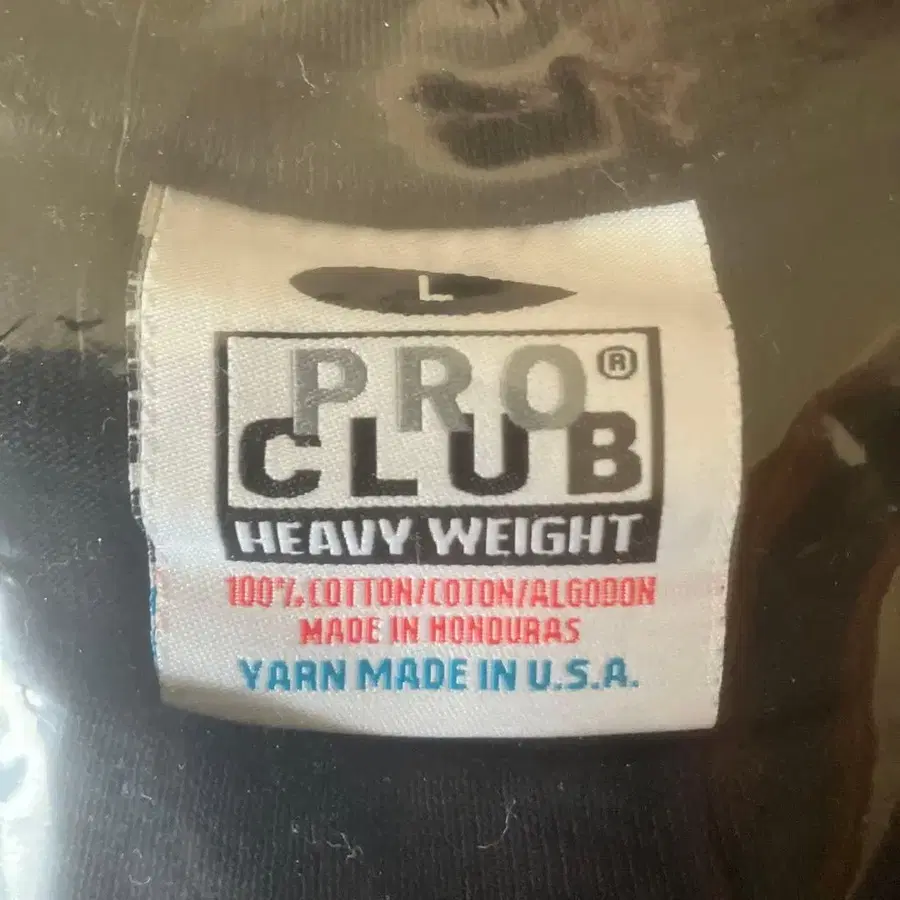 L
PRO®
CLUB
HEAVY WEIGHT
100% COTTON/COTON/ALGODON
MADE IN HONDURAS
YARN MADE IN U.S.A.